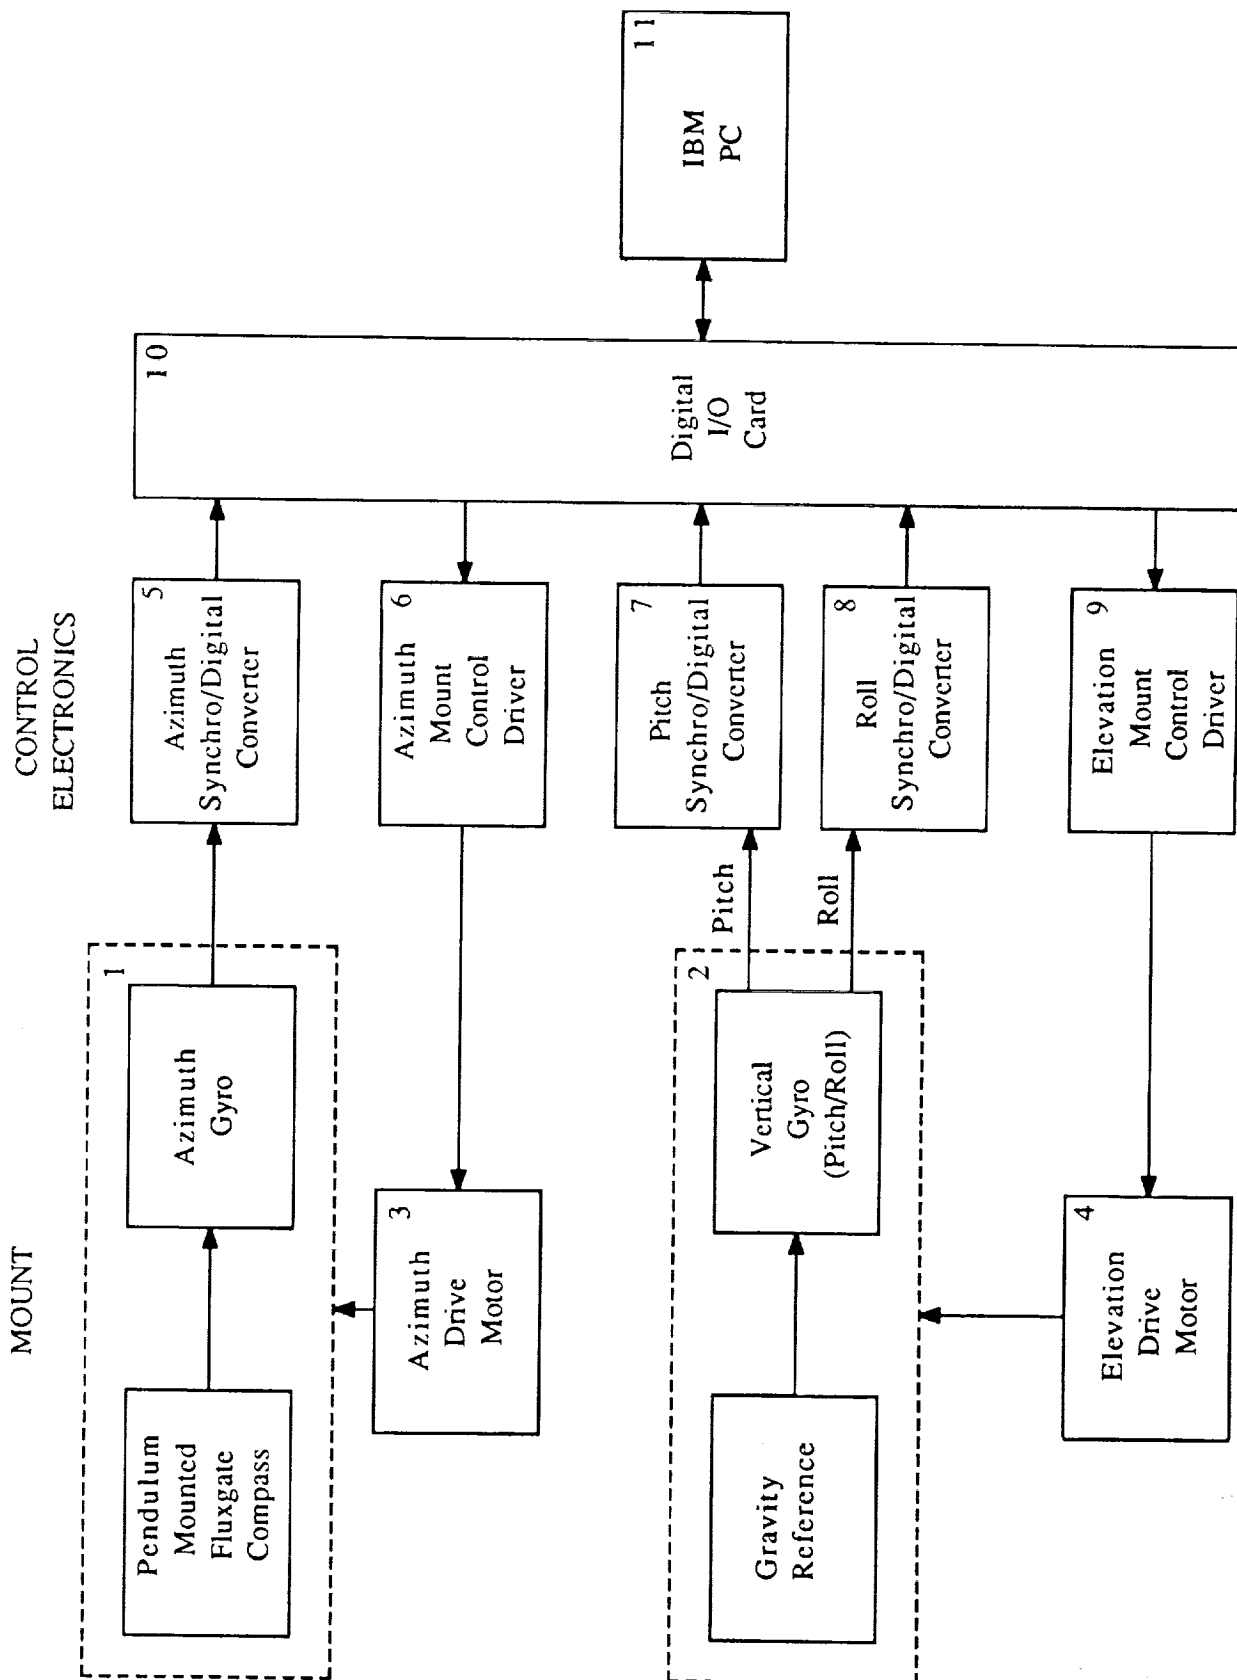 MOUNT
CONTROL
ELECTRONICS
1
Pendulum
Mounted
Fluxgate
Compass
Azimuth
Gyro
5
Azimuth
Synchro/Digital
Converter
10
Digital
I/O
Card
11
IBM
PC
3
Azimuth
Drive
Motor
6
Azimuth
Mount
Control
Driver
2
Gravity
Reference
Vertical
Gyro
(Pitch/Roll)
Pitch
Roll
7
Pitch
Synchro/Digital
Converter
8
Roll
Synchro/Digital
Converter
4
Elevation
Drive
Motor
9
Elevation
Mount
Control
Driver